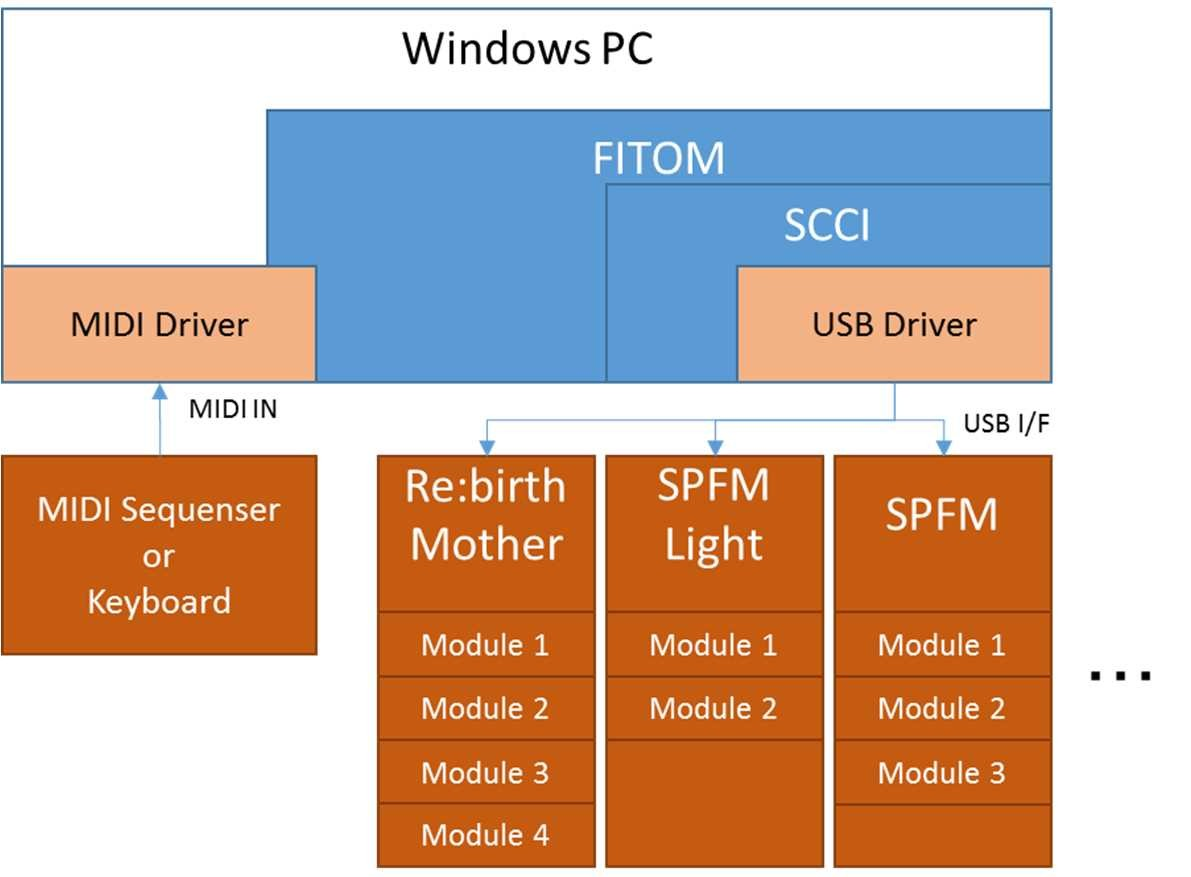 Windows PC
FITOM
SCCI
MIDI Driver
USB Driver
MIDI IN
USB I/F
MIDI Sequenser
or
Keyboard
Re:birth
Mother
Module 1
Module 2
Module 3
Module 4
SPFM
Light
Module 1
Module 2
SPFM
Module 1
Module 2
Module 3
...